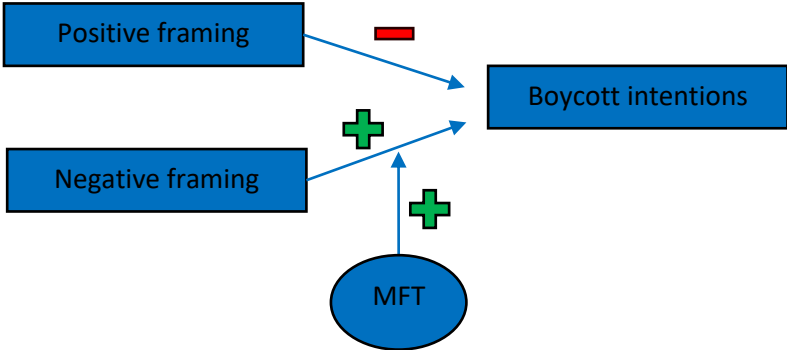 Positive framing
Boycott intentions
Negative framing
MFT